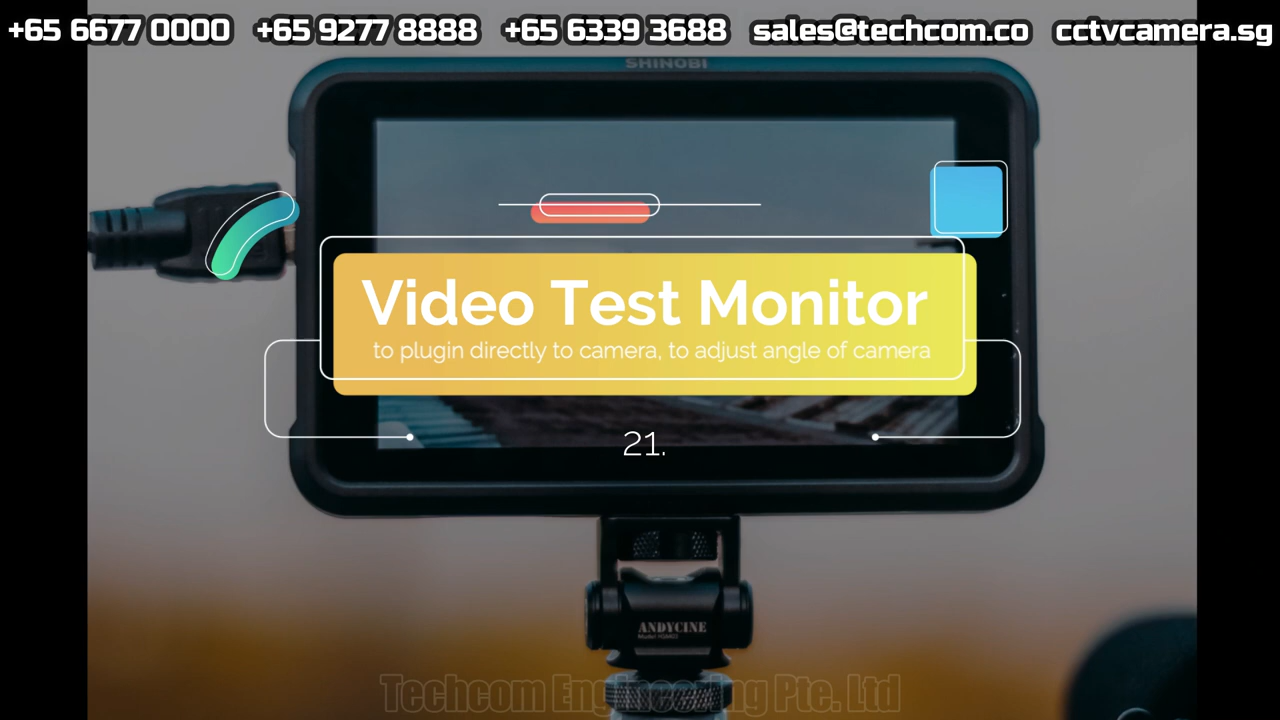 +65 6677 0000 +65 9277 8888 +65 6339 3688 sales@techcom.co cctvcamera.sg
SHINOBI
Video Test Monitor
to plugin directly to camera, to adjust angle of camera
21.
ANDYCINE
Techcom Engineering Pte. Ltd